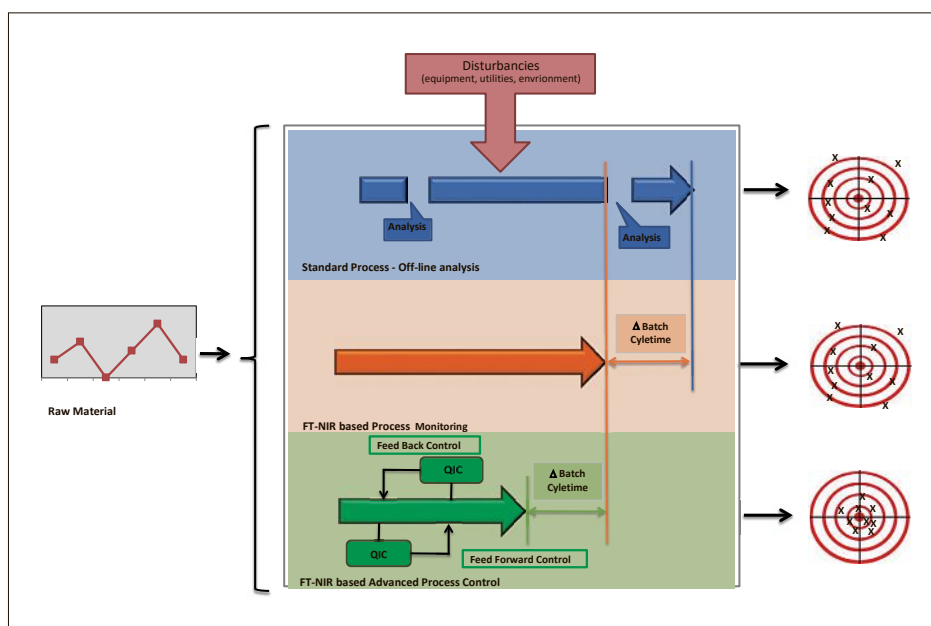 Disturbancies
(equipment, utilities, envrionment)
Analysis
Analysis
Standard Process - Off-line analysis
Δ Batch
Cyletime
Raw Material
FT-NIR based Process Monitoring
Feed Back Control
QIC
Δ Batch
Cyletime
QIC
Feed Forward Control
FT-NIR based Advanced Process Control
X X X X X X X X X
X X X X X X X X X
X X X X X X X X X X